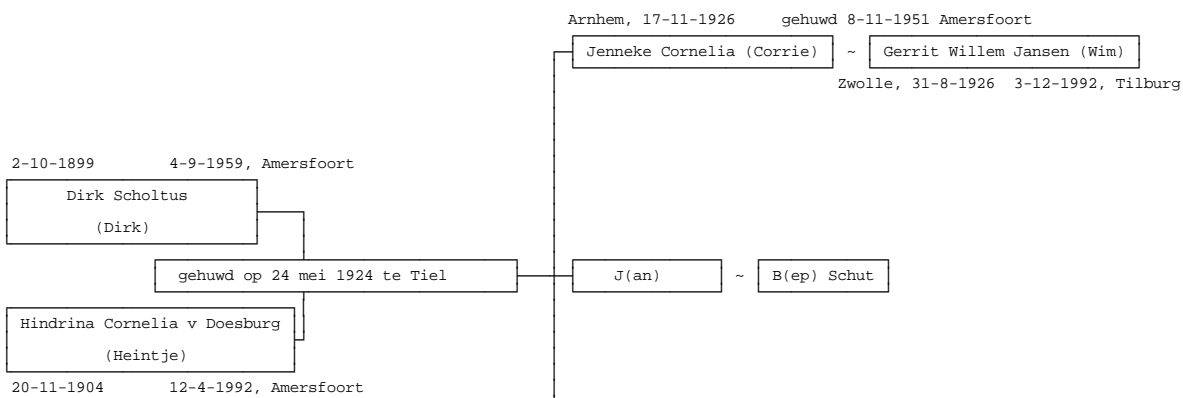 Arnhem, 17-11-1926 gehuwd 8-11-1951 Amersfoort
Jenneke Cornelia (Corrie) ~ Gerrit Willem Jansen (Wim)
Zwolle, 31-8-1926 3-12-1992, Tilburg
2-10-1899 4-9-1959, Amersfoort
Dirk Scholtus
(Dirk)
gehuwd op 24 mei 1924 te Tiel J(an) ~ B(ep) Schut
Hindrina Cornelia v Doesburg
(Heintje)
20-11-1904 12-4-1992, Amersfoort